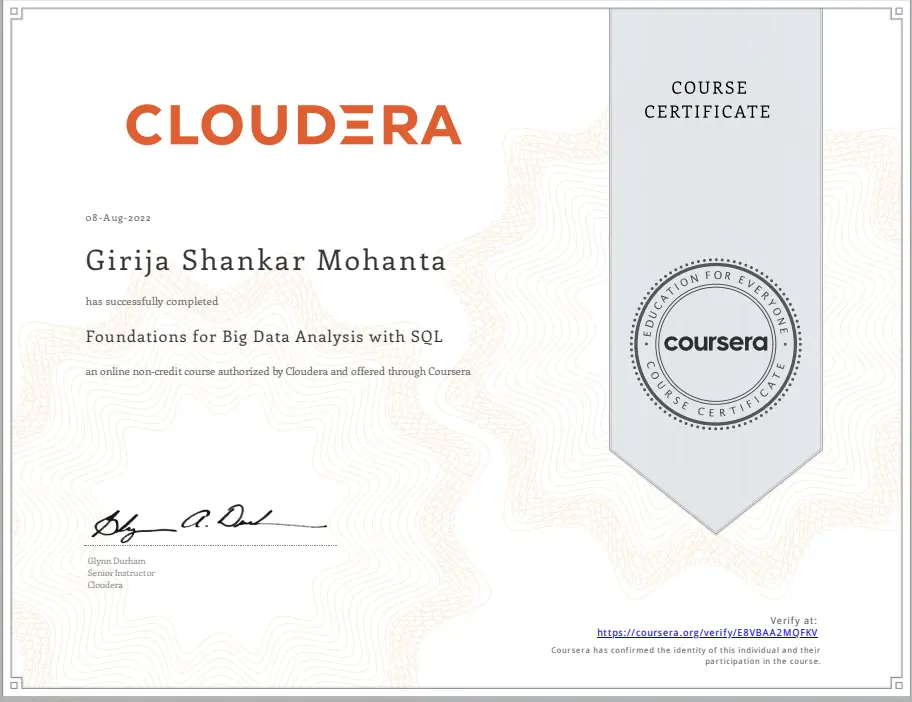 CLOUDERA
COURSE
CERTIFICATE
08-Aug-2022
Girija Shankar Mohanta
has successfully completed
Foundations for Big Data Analysis with SQL
an online non-credit course authorized by Cloudera and offered through Coursera
EDUCATION FOR EVERYONE
coursera
COURSE CERTIFICATE
Glynn Durham
Senior Instructor
Cloudera
Verify at:
https://coursera.org/verify/E8VBAA2MQFKV
Coursera has confirmed the identity of this individual and their
participation in the course.